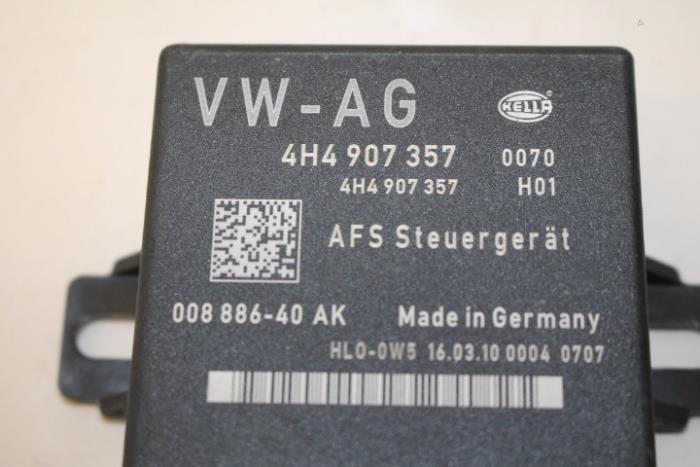 VW-AG
HELLA ®
4H4 907 357 0070
4H4 907 357 H01
AFS Steuergerät
008 886-40 AK Made in Germany
HLO-0W5 16.03.10 0004 0707